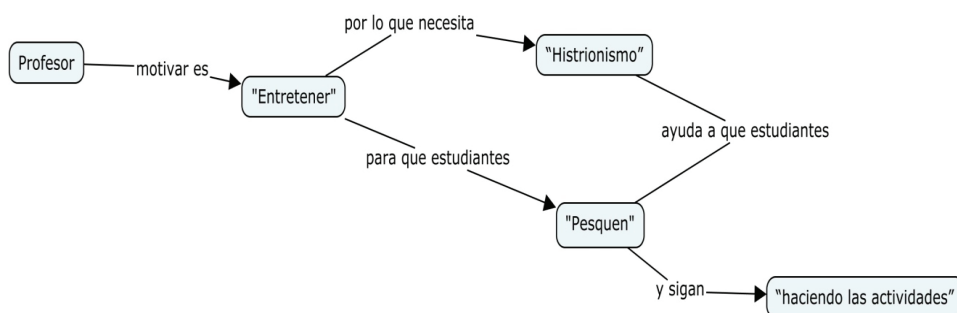 por lo que necesita
Profesor
motivar es
"Entretener"
“Histrionismo”
ayuda a que estudiantes
para que estudiantes
"Pesquen"
y sigan
“haciendo las actividades”